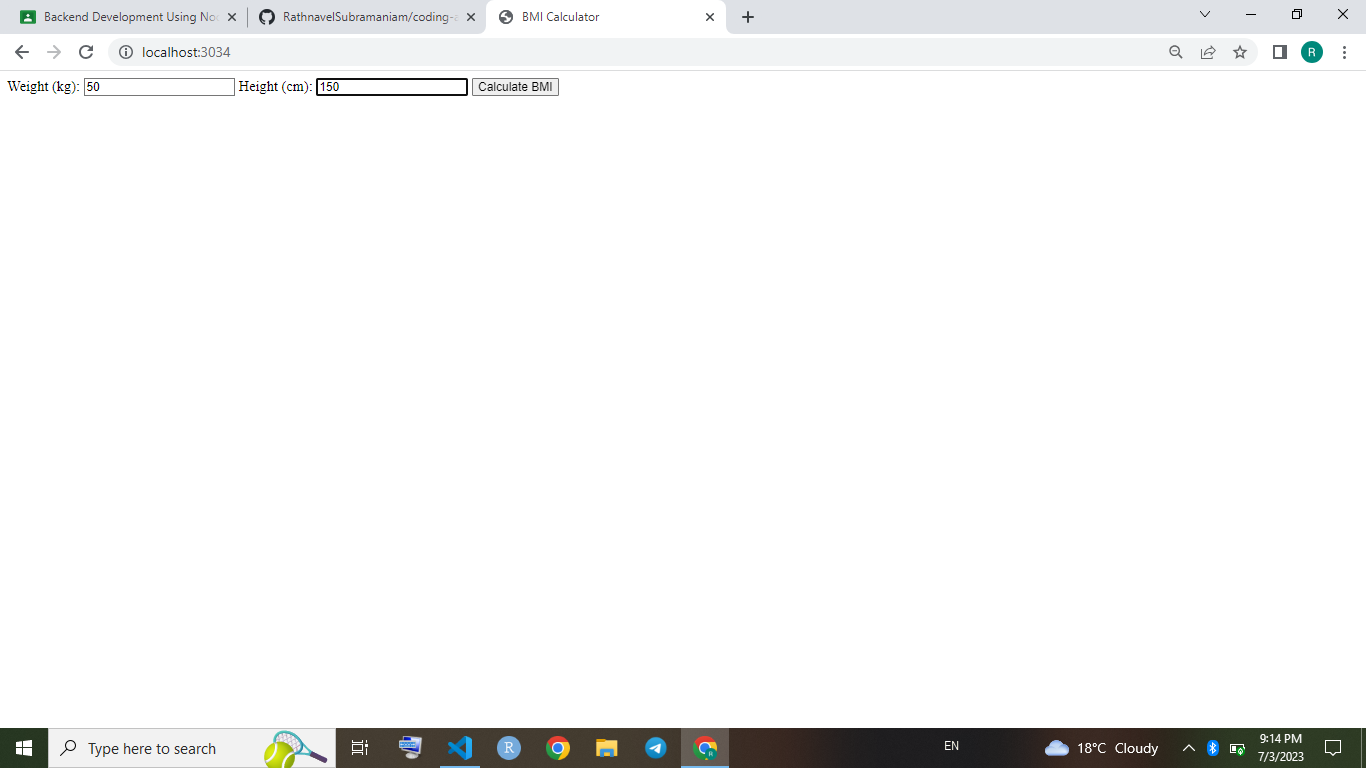 Backend Development Using No
RathnavelSubramaniam/coding-a
BMI Calculator
localhost:3034
R
Weight (kg): 50 Height (cm): 150 Calculate BMI
Type here to search
R
R
EN
18°C Cloudy
9:14 PM
7/3/2023